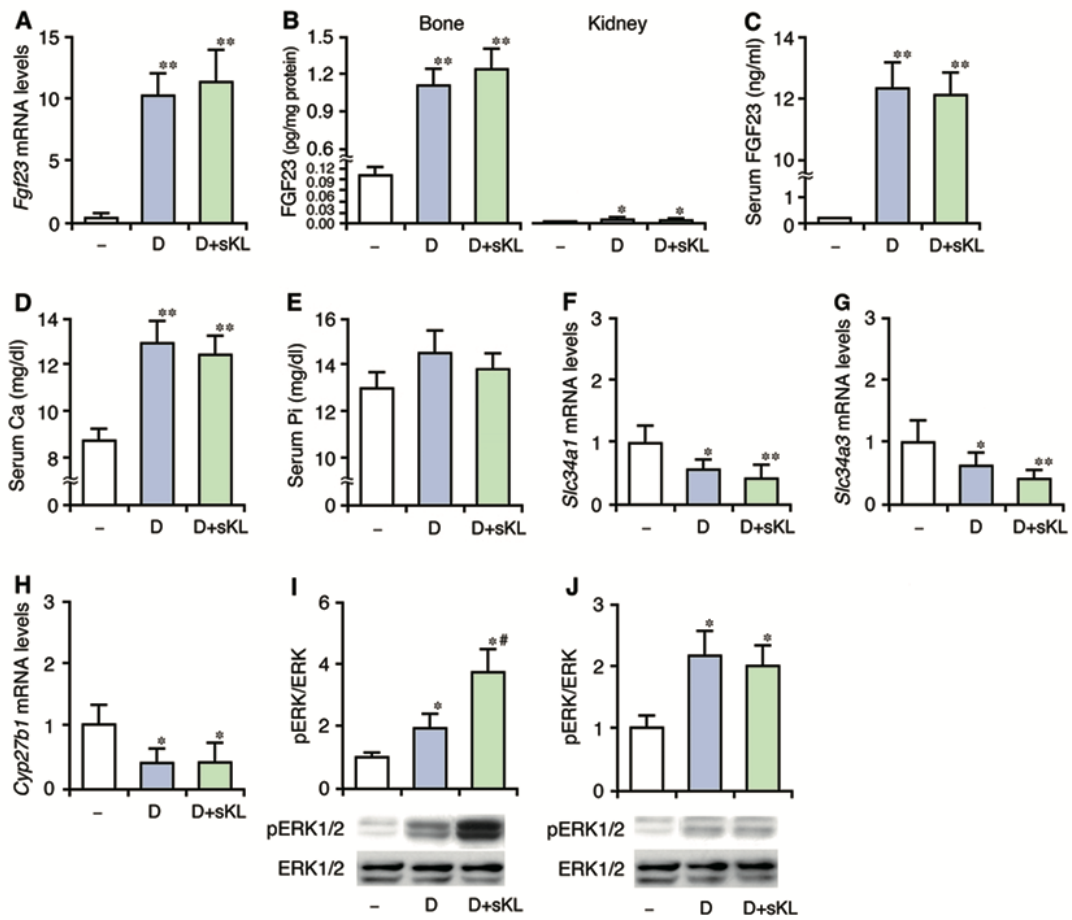 A
Fgf23 mRNA levels
15
10
5
0
**
**
–
D
D+sKL
B
Bone
Kidney
FGF23 (pg/mg protein)
1.5
1.2
0.9
0.6
0.12
0.09
0.06
0.03
0.00
**
**
*
*
–
D
D+sKL
–
D
D+sKL
C
Serum FGF23 (ng/ml)
14
12
10
1
0
**
**
–
D
D+sKL
D
Serum Ca (mg/dl)
14
12
10
8
0
**
**
–
D
D+sKL
E
Serum Pi (mg/dl)
16
14
12
10
0
–
D
D+sKL
F
Slc34a1 mRNA levels
3
2
1
0
*
**
–
D
D+sKL
G
Slc34a3 mRNA levels
3
2
1
0
*
**
–
D
D+sKL
H
Cyp27b1 mRNA levels
3
2
1
0
*
*
–
D
D+sKL
I
pERK/ERK
6
4
2
0
*
*#
pERK1/2
ERK1/2
–
D
D+sKL
J
pERK/ERK
3
2
1
0
*
*
pERK1/2
ERK1/2
–
D
D+sKL